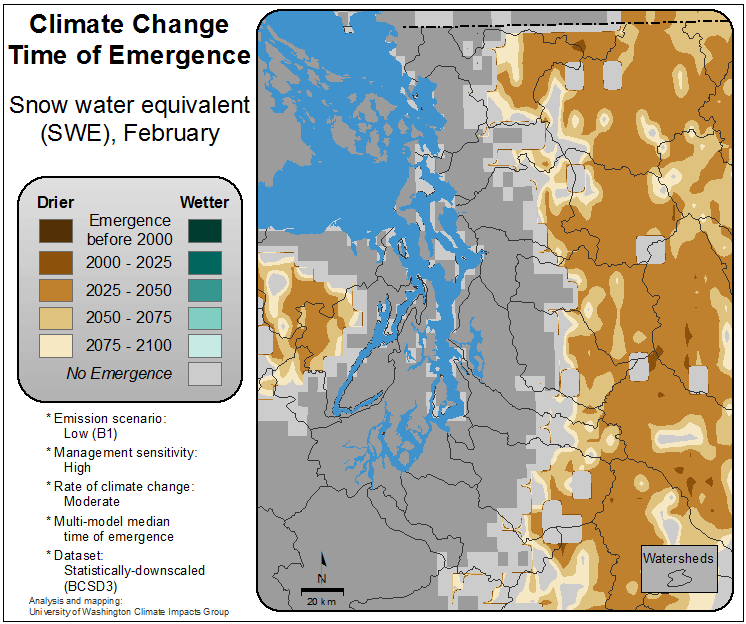 Climate Change
Time of Emergence
Snow water equivalent
(SWE), February
Drier
Wetter
Emergence
before 2000
2000 - 2025
2025 - 2050
2050 - 2075
2075 - 2100
No Emergence
* Emission scenario:
Low (B1)
* Management sensitivity:
High
* Rate of climate change:
Moderate
* Multi-model median
time of emergence
* Dataset:
Statistically-downscaled
(BCSD3)
Analysis and mapping:
University of Washington Climate Impacts Group
N
20 km
Watersheds